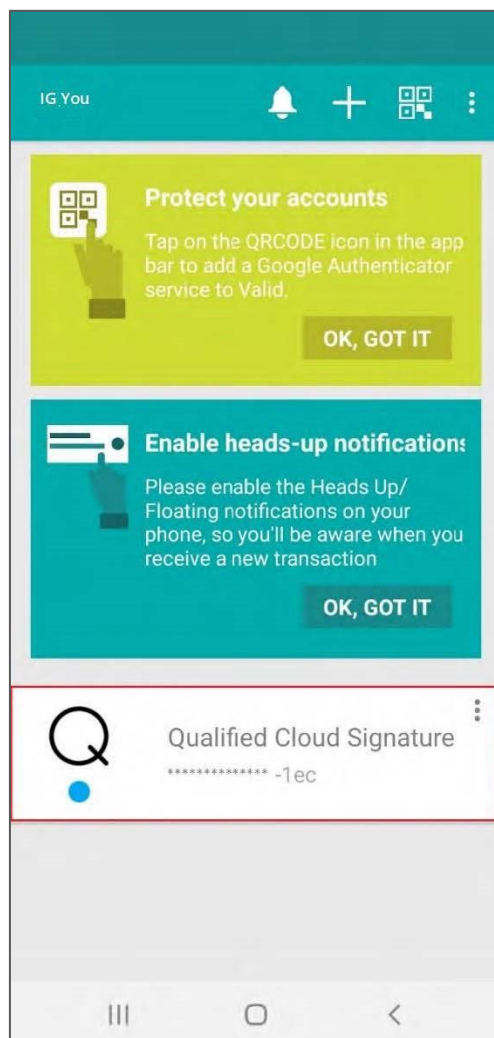 IG.You
Protect your accounts
Tap on the QRCODE icon in the app
bar to add a Google Authenticator
service to Valid.
OK, GOT IT
Enable heads-up notifications
Please enable the Heads Up/
Floating notifications on your
phone, so you'll be aware when you
receive a new transaction
OK, GOT IT
Qualified Cloud Signature
************** -1ec